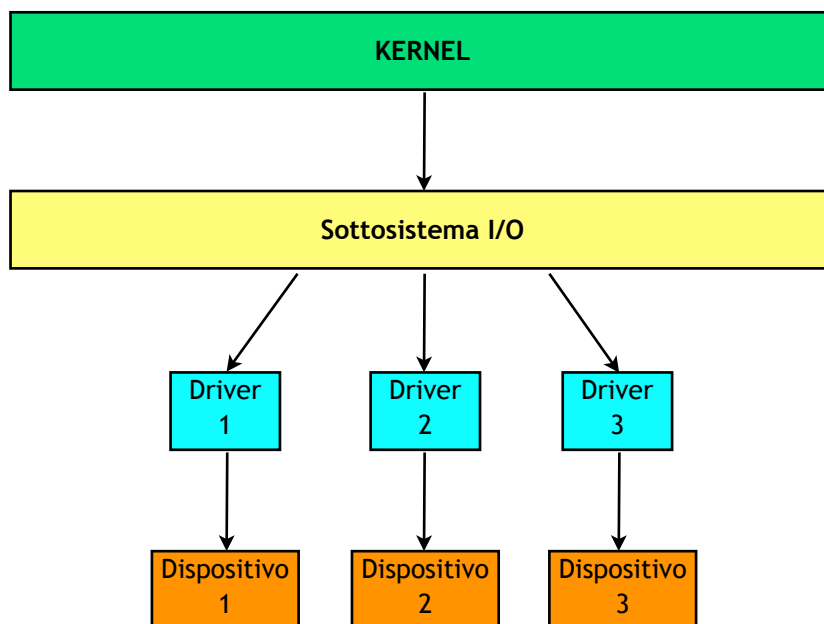 KERNEL
Sottosistema I/O
Driver
1
Driver
2
Driver
3
Dispositivo
1
Dispositivo
2
Dispositivo
3